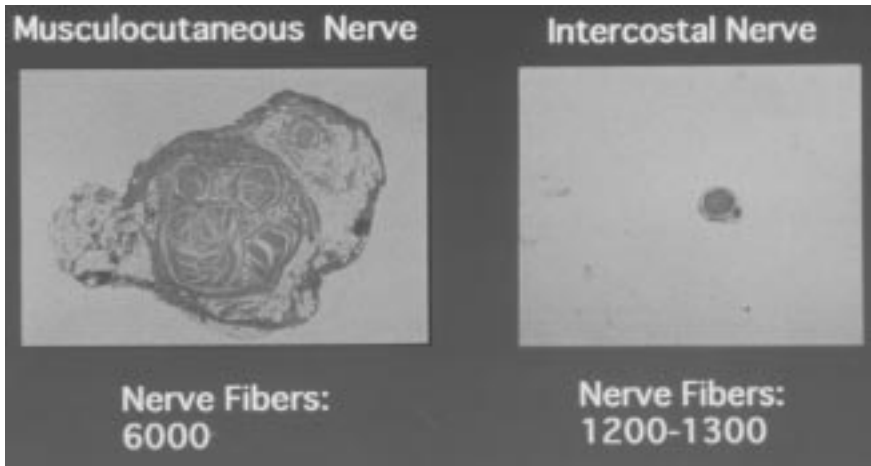 Musculocutaneous Nerve
Intercostal Nerve
Nerve Fibers:
6000
Nerve Fibers:
1200-1300